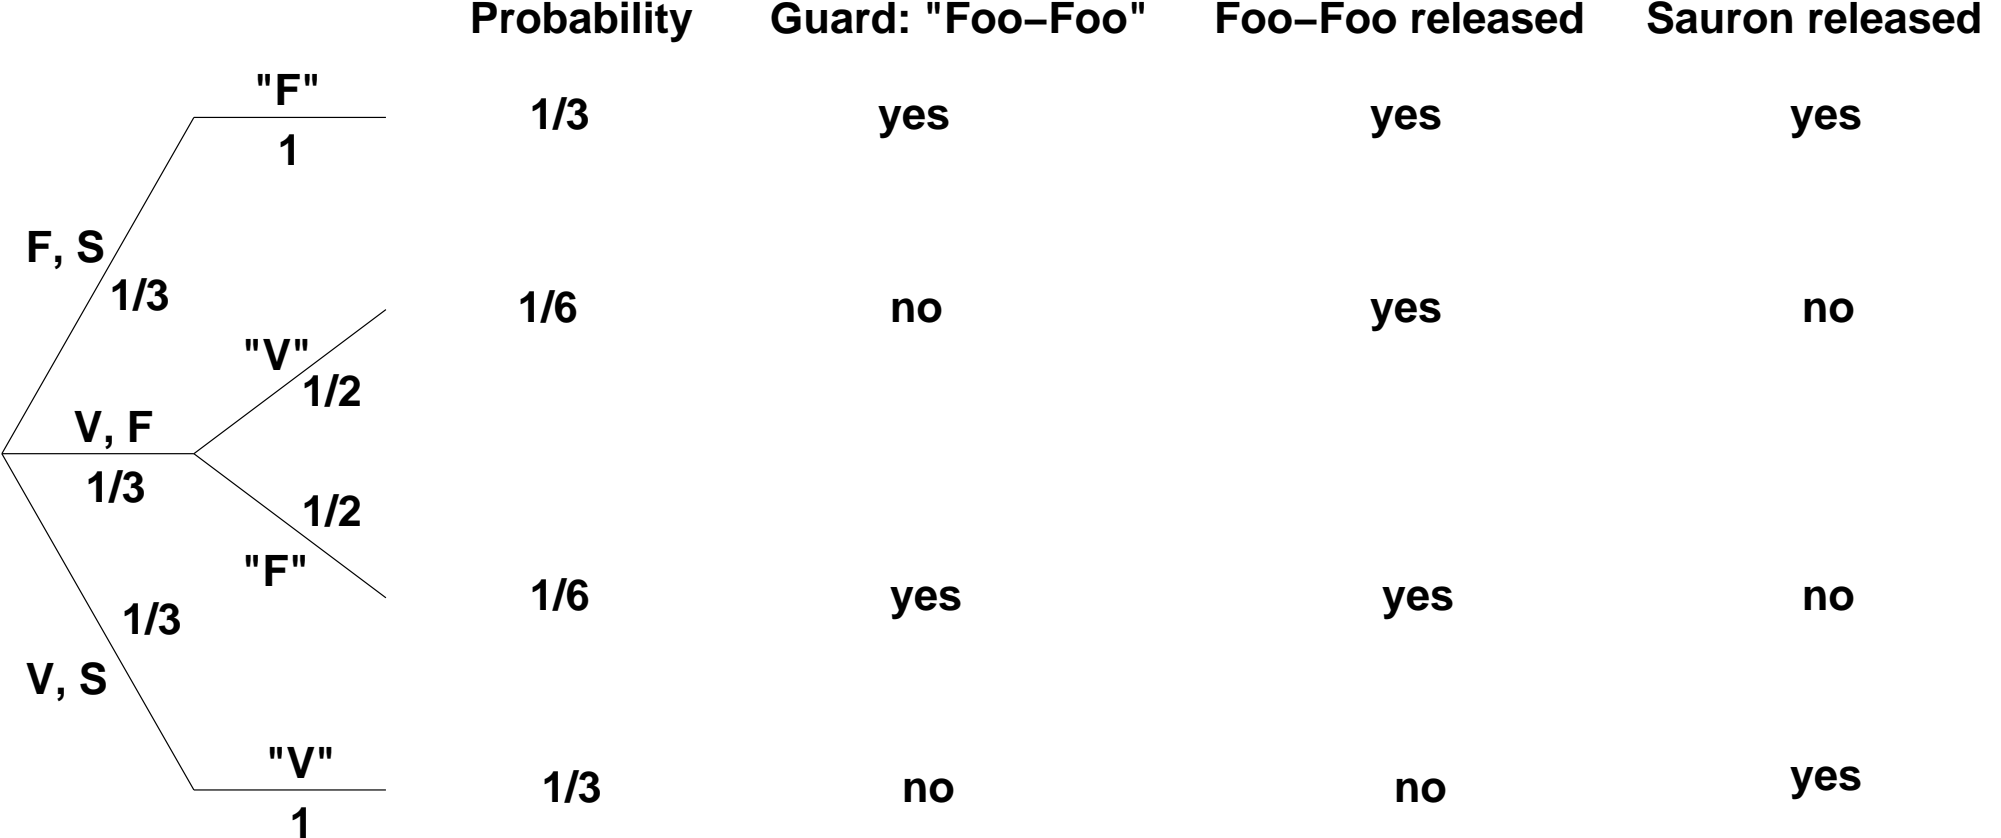 Probability Guard: "Foo–Foo" Foo–Foo released Sauron released
"F"
1/3 yes yes yes
1
F, S
1/3
1/6 no yes no
"V"
1/2
V, F
1/3
1/2
"F"
1/6 yes yes no
1/3
V, S
"V"
1/3 no no yes
1